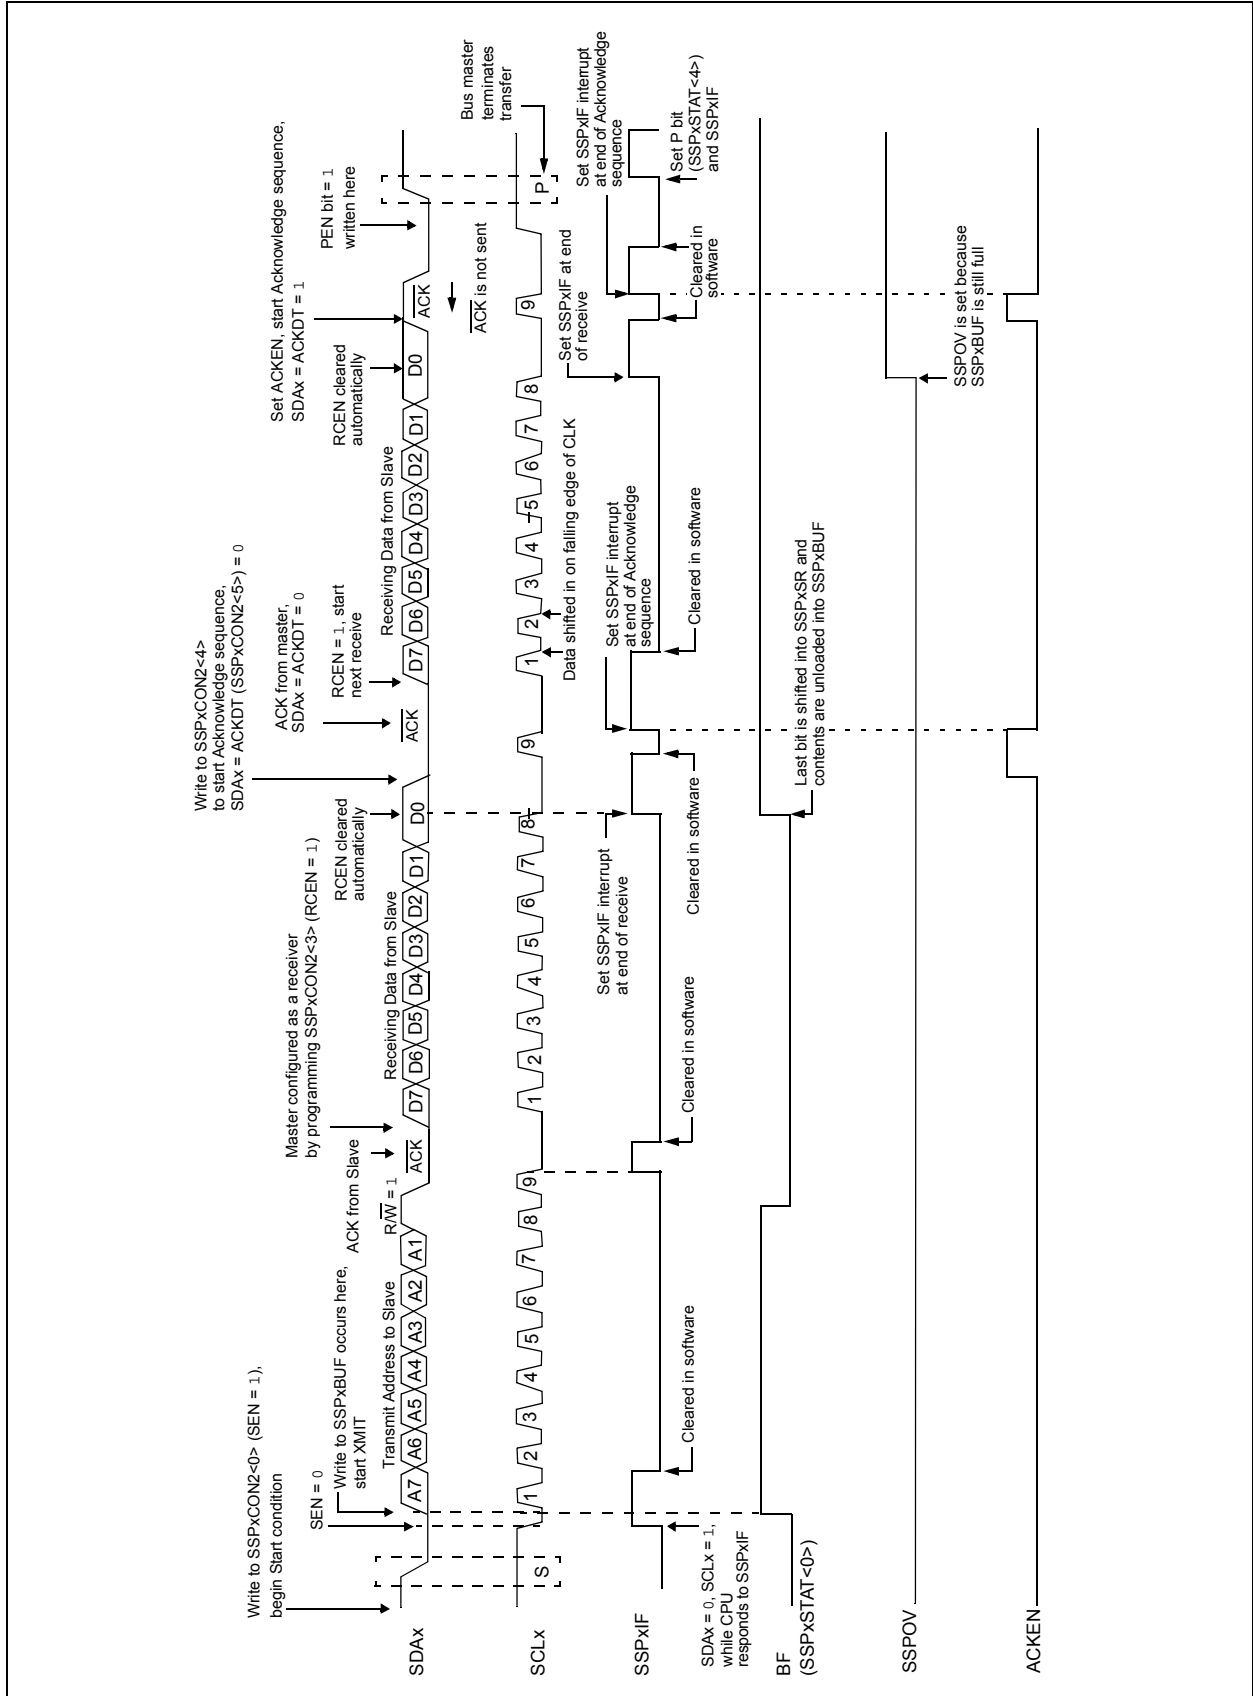 Write to SSPxCON2<0> (SEN = 1),
begin Start condition
SEN = 0
Write to SSPxBUF occurs here,
start XMIT
ACK from Slave
Master configured as a receiver
by programming SSPxCON2<3> (RCEN = 1)
RCEN cleared
automatically
Write to SSPxCON2<4>
to start Acknowledge sequence,
SDAx = ACKDT (SSPxCON2<5>) = 0
ACK from master,
SDAx = ACKDT = 0
RCEN = 1, start
next receive
RCEN cleared
automatically
Set ACKEN, start Acknowledge sequence,
SDAx = ACKDT = 1
PEN bit = 1
written here
Transmit Address to Slave
R/W = 1
Receiving Data from Slave
Receiving Data from Slave
SDAx
A7 A6 A5 A4 A3 A2 A1
ACK
D7 D6 D5 D4 D3 D2 D1 D0
ACK
D7 D6 D5 D4 D3 D2 D1 D0
ACK
ACK is not sent
Bus master
terminates
transfer
SCLx
S
1 2 3 4 5 6 7 8 9
1 2 3 4 5 6 7 8 9
1 2 3 4 5 6 7 8 9
P
Data shifted in on falling edge of CLK
Set SSPxIF interrupt
at end of receive
Set SSPxIF interrupt
at end of Acknowledge
sequence
Set SSPxIF at end
of receive
Set SSPxIF interrupt
at end of Acknowledge
sequence
SSPxIF
SDAx = 0, SCLx = 1,
while CPU
responds to SSPxIF
Cleared in software
Cleared in software
Cleared in software
Cleared in software
Cleared in
software
Set P bit
(SSPxSTAT<4>)
and SSPxIF
BF
(SSPxSTAT<0>)
Last bit is shifted into SSPxSR and
contents are unloaded into SSPxBUF
SSPOV
SSPOV is set because
SSPxBUF is still full
ACKEN